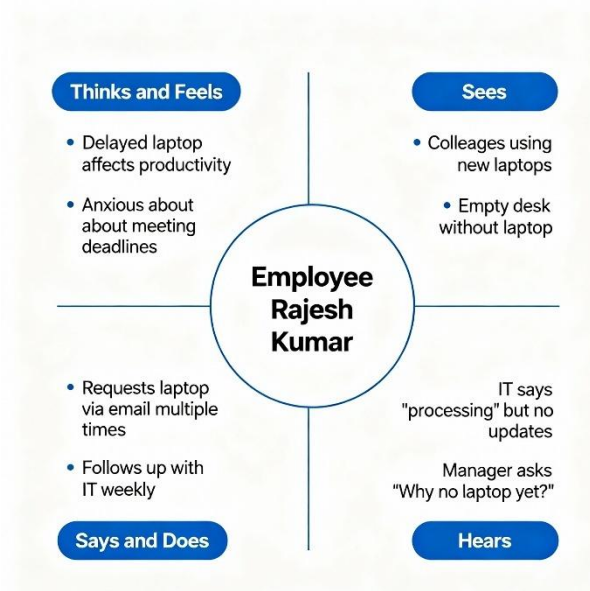 Thinks and Feels
• Delayed laptop
affects productivity
• Anxious about
about meeting
deadlines
Sees
• Colleages using
new laptops
• Empty desk
without laptop
Employee
Rajesh
Kumar
• Requests laptop
via email multiple
times
• Follows up with
IT weekly
Says and Does
IT says
"processing" but no
updates
Manager asks
"Why no laptop yet?"
Hears